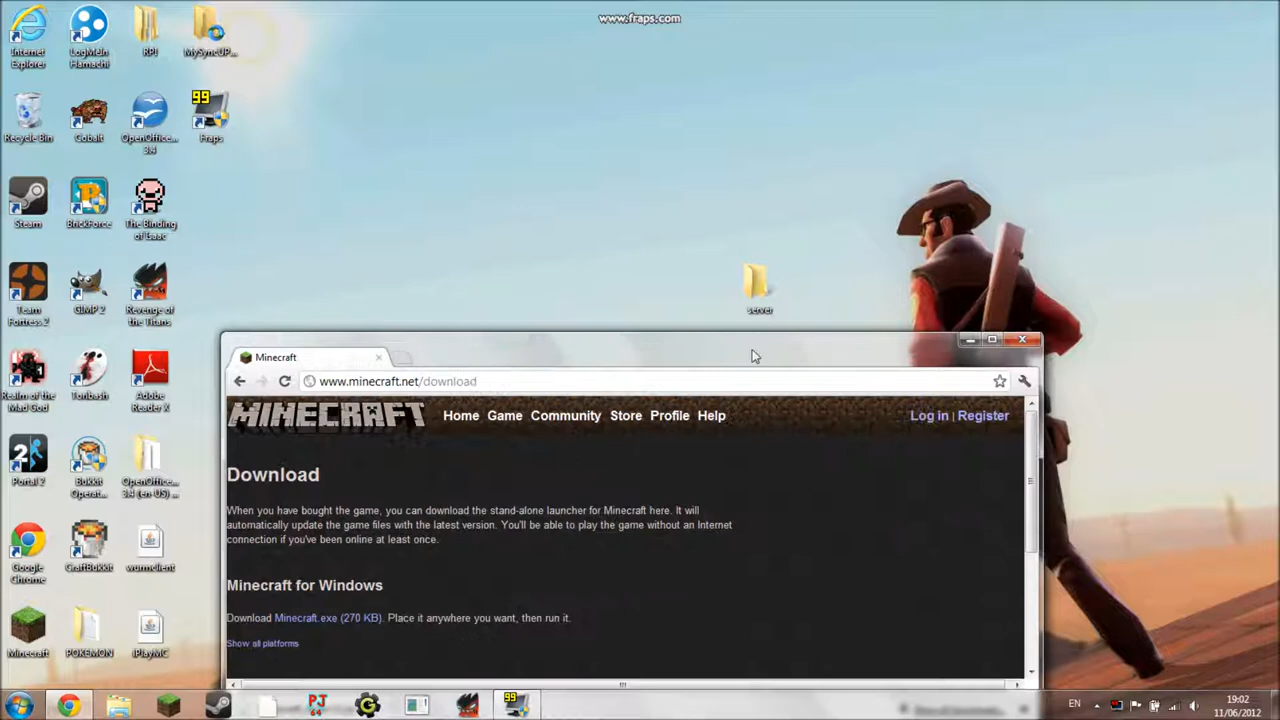 www.fraps.com
Internet
Explorer
LogMeIn
Hamachi
RPI
MySyncUP...
Recycle Bin
Cobalt
OpenOffice...
3.4
99
Fraps
Steam
BrickForce
The Binding
of Isaac
Team
Fortress 2
GIMP 2
Revenge of
the Titans
server
Realm of the
Mad God
Toribash
Adobe
Reader X
Portal 2
Bukkit
Operat...
OpenOffice...
3.4 (en-US) ...
Google
Chrome
CraftBukkit
wurmclient
Minecraft
POKEMON
iPlayMC
Minecraft
www.minecraft.net/download
MINECRAFT
Home Game Community Store Profile Help
Log in | Register
Download
When you have bought the game, you can download the stand-alone launcher for Minecraft here. It will
automatically update the game files with the latest version. You'll be able to play the game without an Internet
connection if you've been online at least once.
Minecraft for Windows
Download Minecraft.exe (270 KB). Place it anywhere you want, then run it.
Show all platforms
PJ
64
99
EN
19:02
11/06/2012